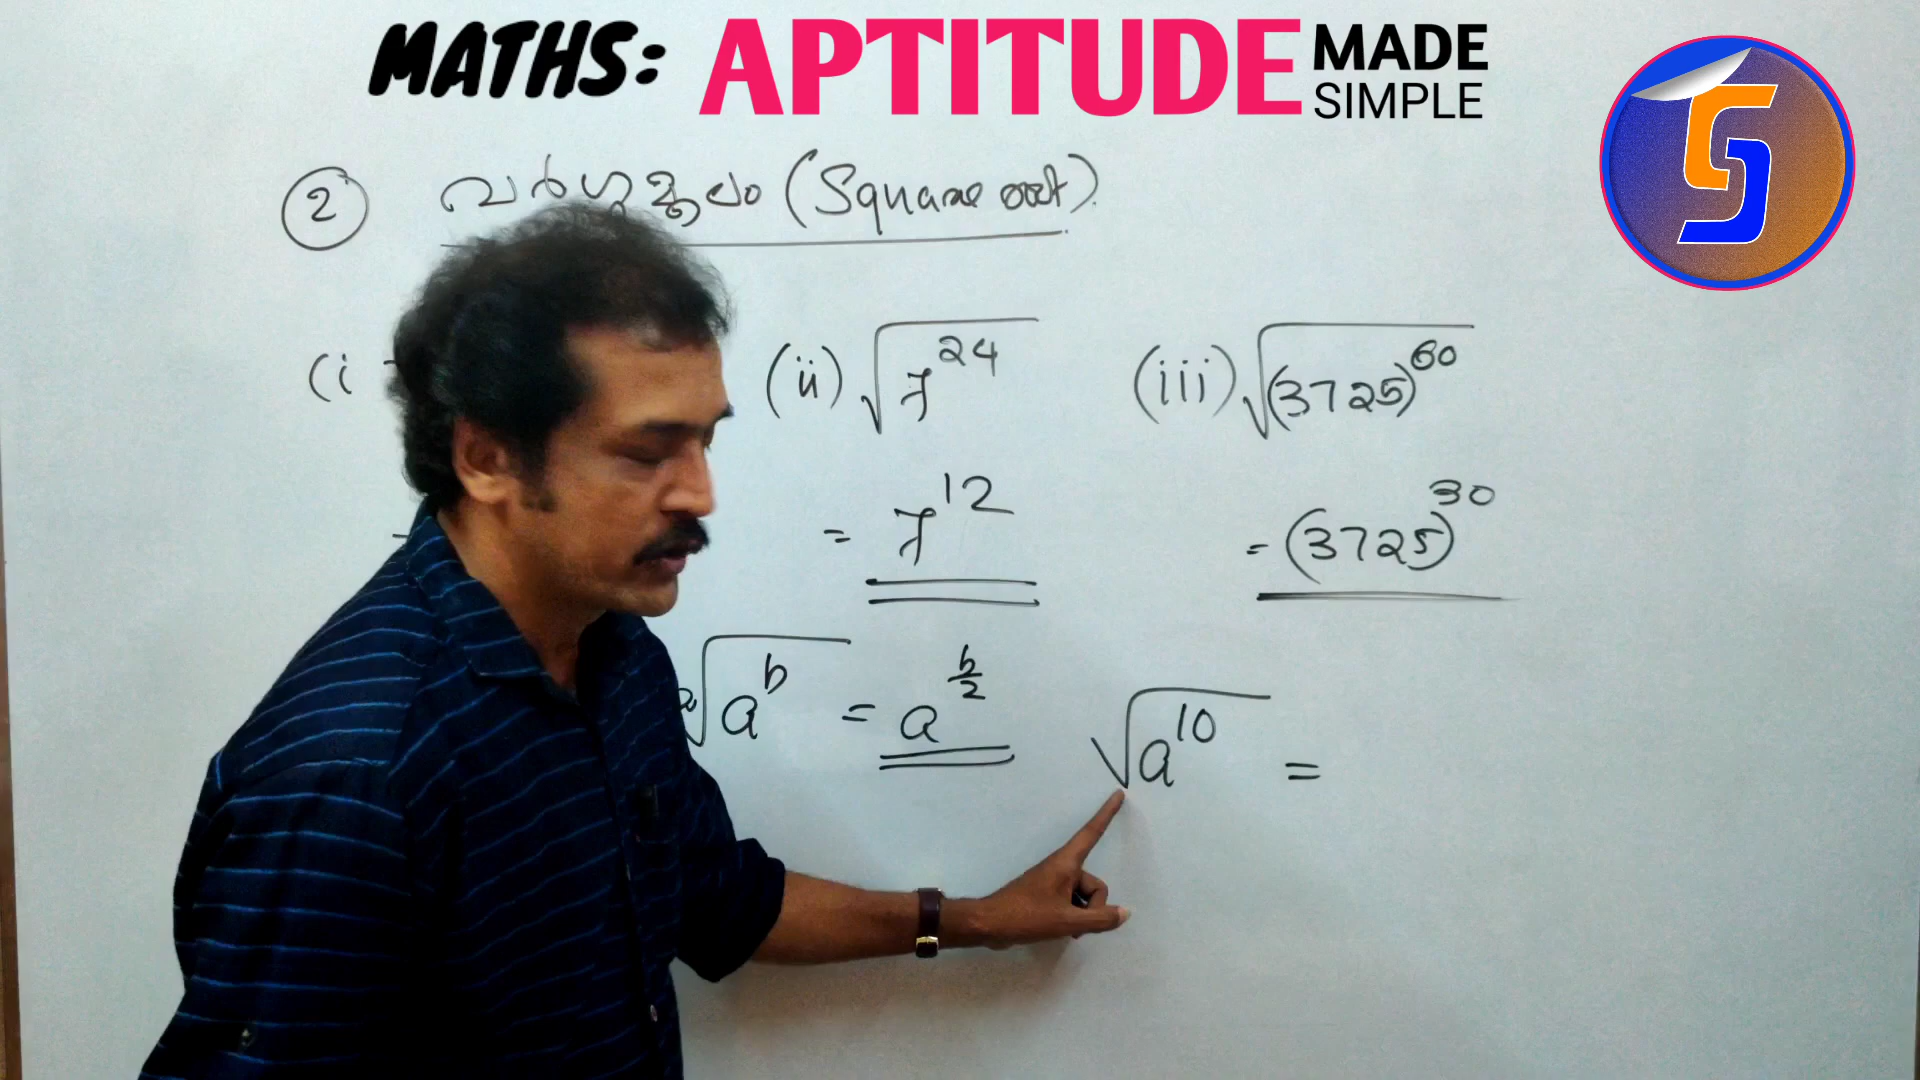 MATHS: APTITUDE MADE SIMPLE
② വർഗ്ഗമൂലം (Square root).
(i
(ii) √7²⁴
(iii) √(3725)⁶⁰
= 7¹²
= (3725)³⁰
²√aᵇ = a^(b/2)
√a¹⁰ =